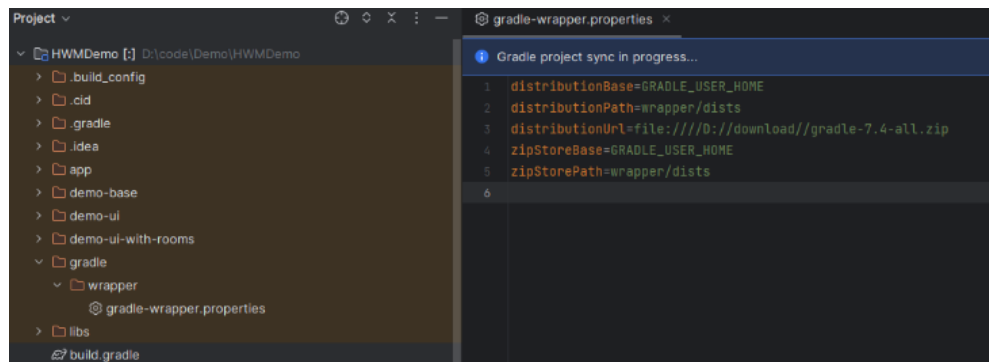 Project
HWMDemo [:] D:\code\Demo\HWMDemo
.build_config
.cid
.gradle
.idea
app
demo-base
demo-ui
demo-ui-with-rooms
gradle
wrapper
gradle-wrapper.properties
libs
build.gradle
gradle-wrapper.properties
Gradle project sync in progress...
1 distributionBase=GRADLE_USER_HOME
2 distributionPath=wrapper/dists
3 distributionUrl=file:////D://download//gradle-7.4-all.zip
4 zipStoreBase=GRADLE_USER_HOME
5 zipStorePath=wrapper/dists
6